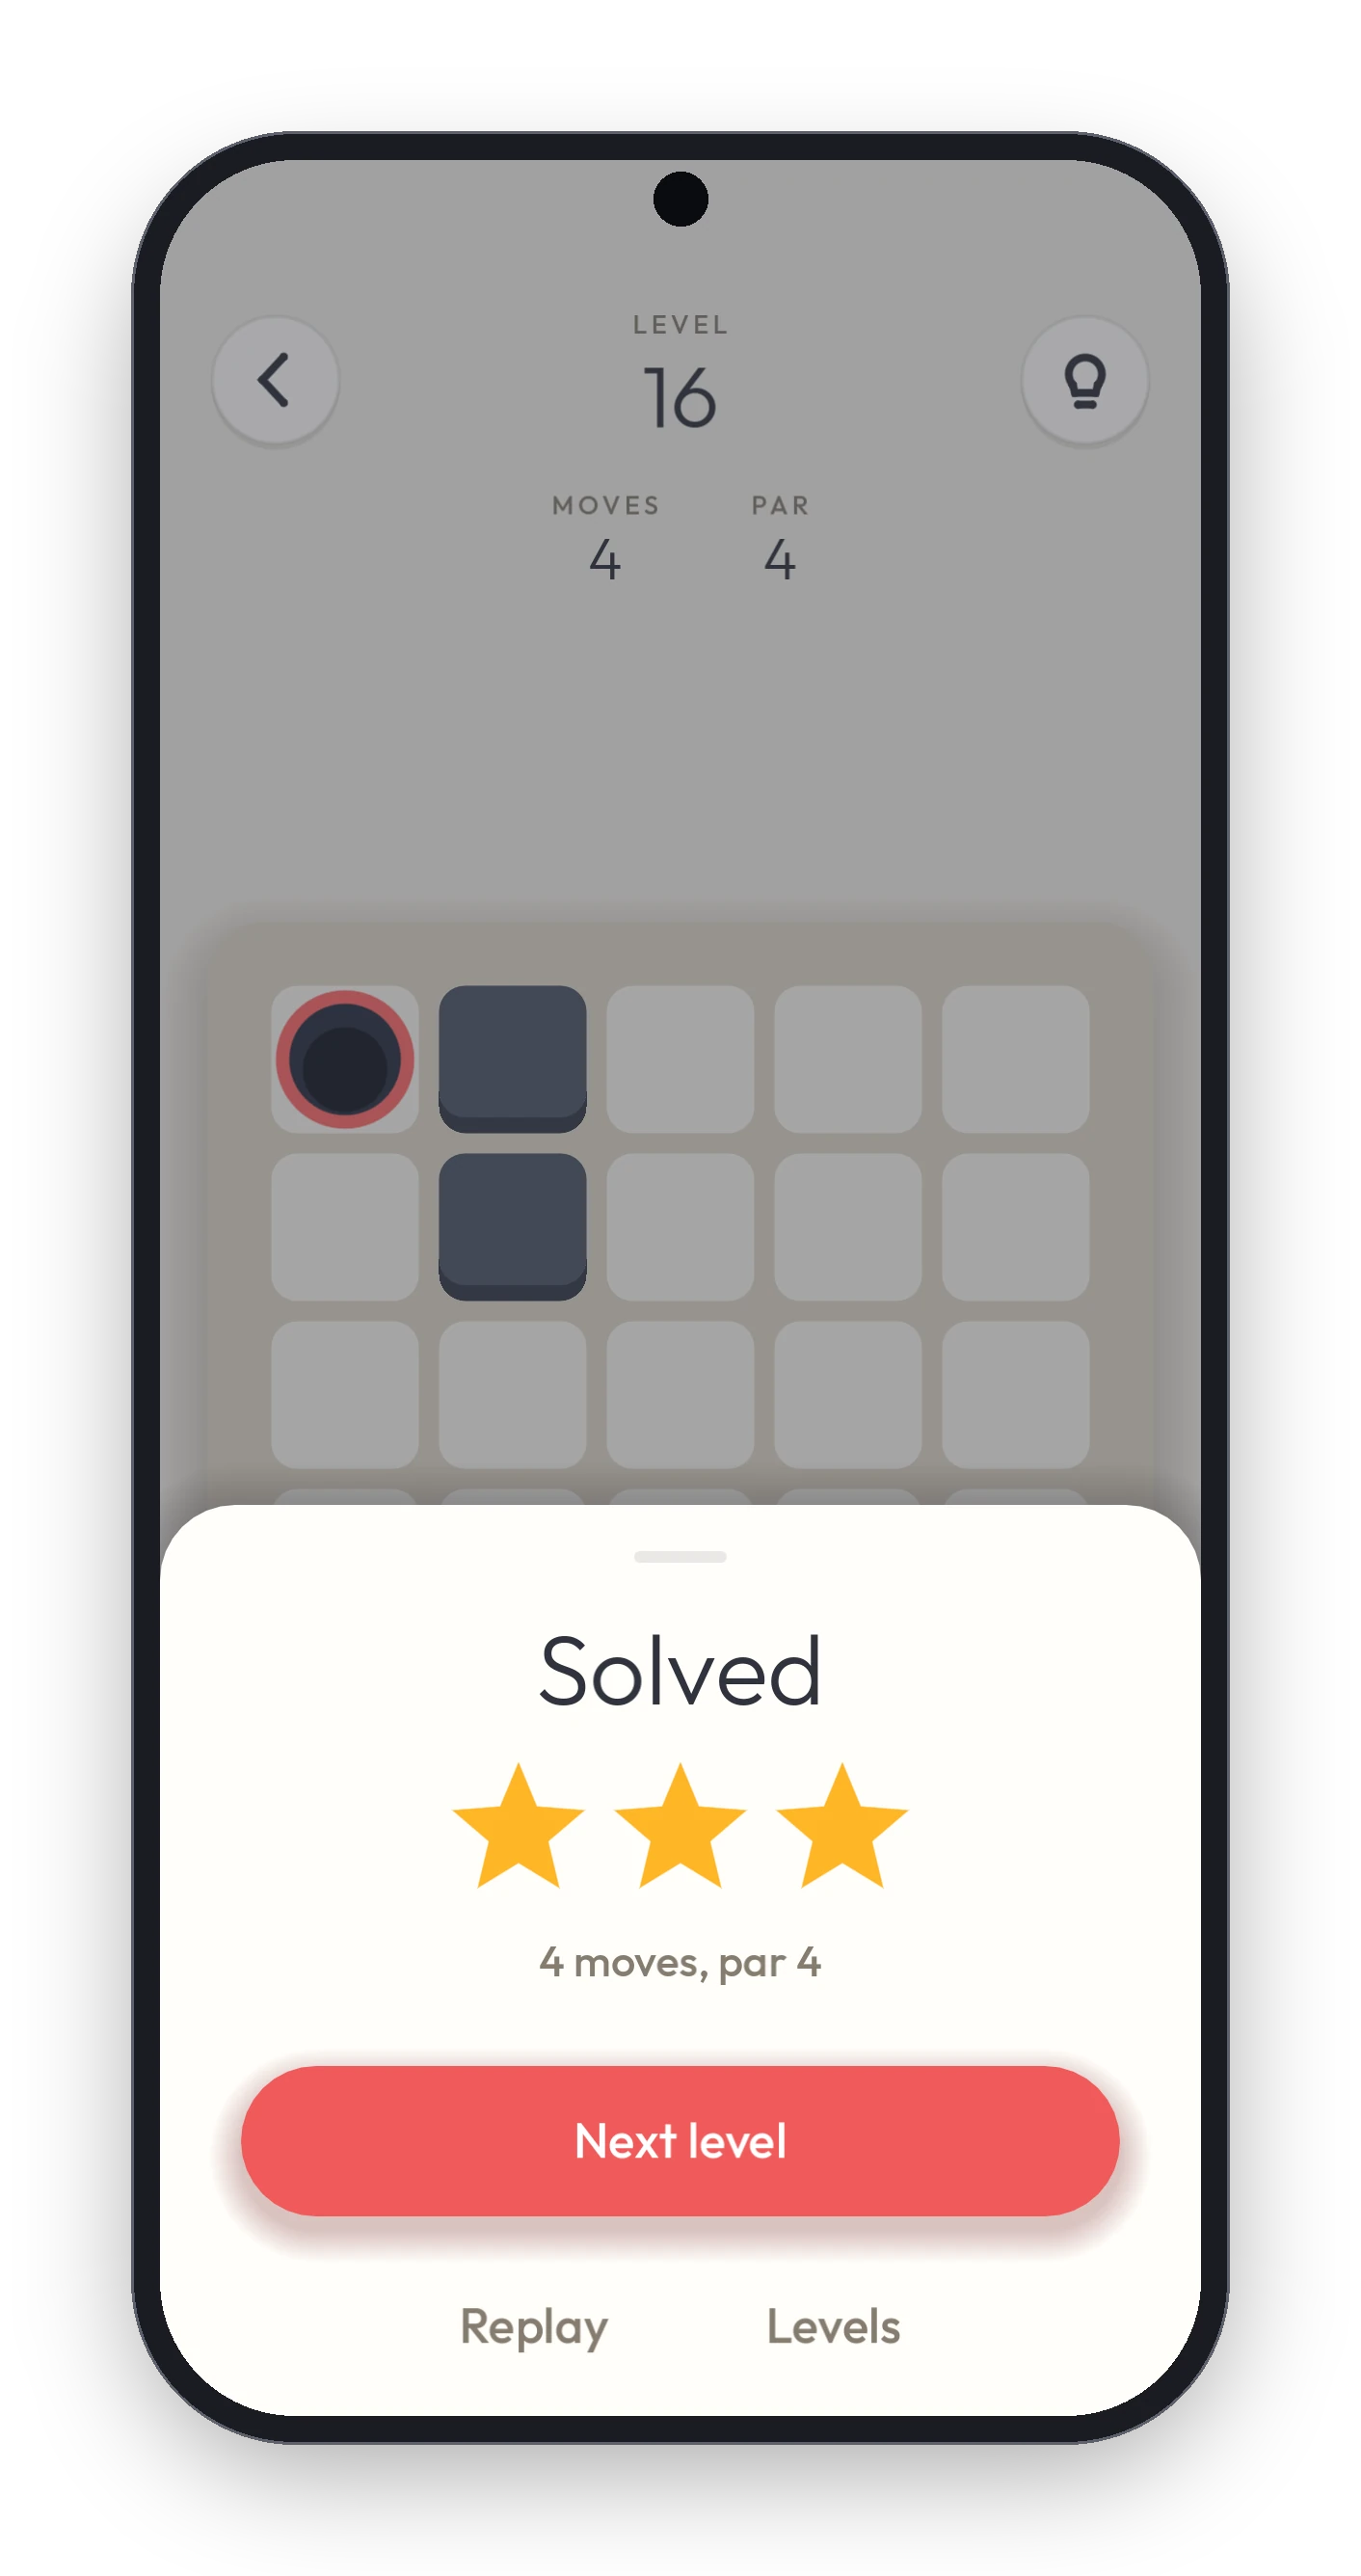 LEVEL
16
MOVES PAR
4 4
Solved
4 moves, par 4
Next level
Replay Levels